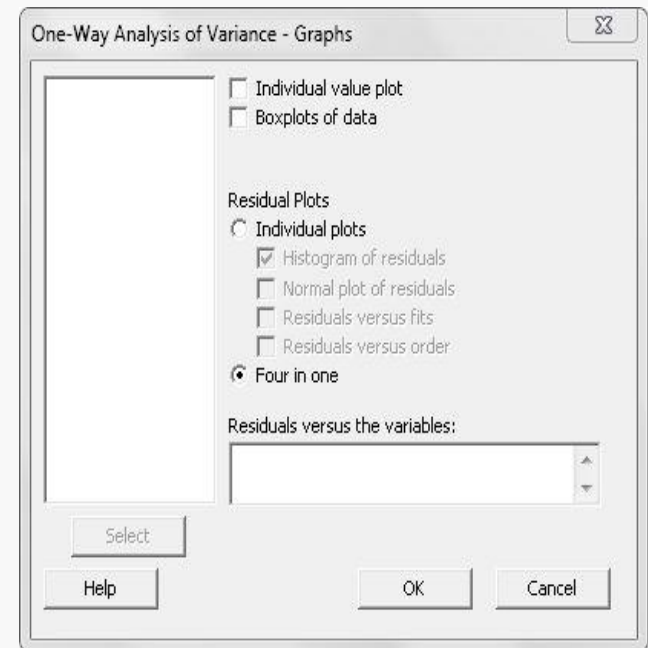 One-Way Analysis of Variance - Graphs
Individual value plot
Boxplots of data
Residual Plots
Individual plots
Histogram of residuals
Normal plot of residuals
Residuals versus fits
Residuals versus order
Four in one
Residuals versus the variables:
Select
Help OK Cancel